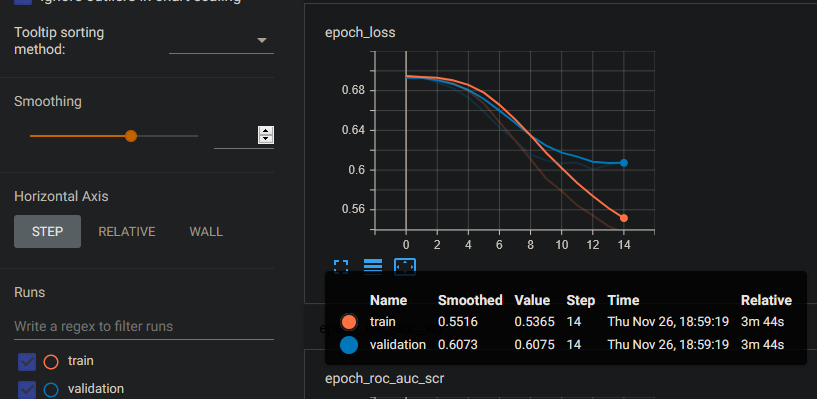 Ignore outliers in chart scaling
Tooltip sorting
method:
Smoothing
Horizontal Axis
STEP RELATIVE WALL
Runs
Write a regex to filter runs
train
validation
epoch_loss
0.68
0.64
0.6
0.56
0 2 4 6 8 10 12 14
Name Smoothed Value Step Time Relative
train 0.5516 0.5365 14 Thu Nov 26, 18:59:19 3m 44s
validation 0.6073 0.6075 14 Thu Nov 26, 18:59:19 3m 44s
epoch_roc_auc_scr